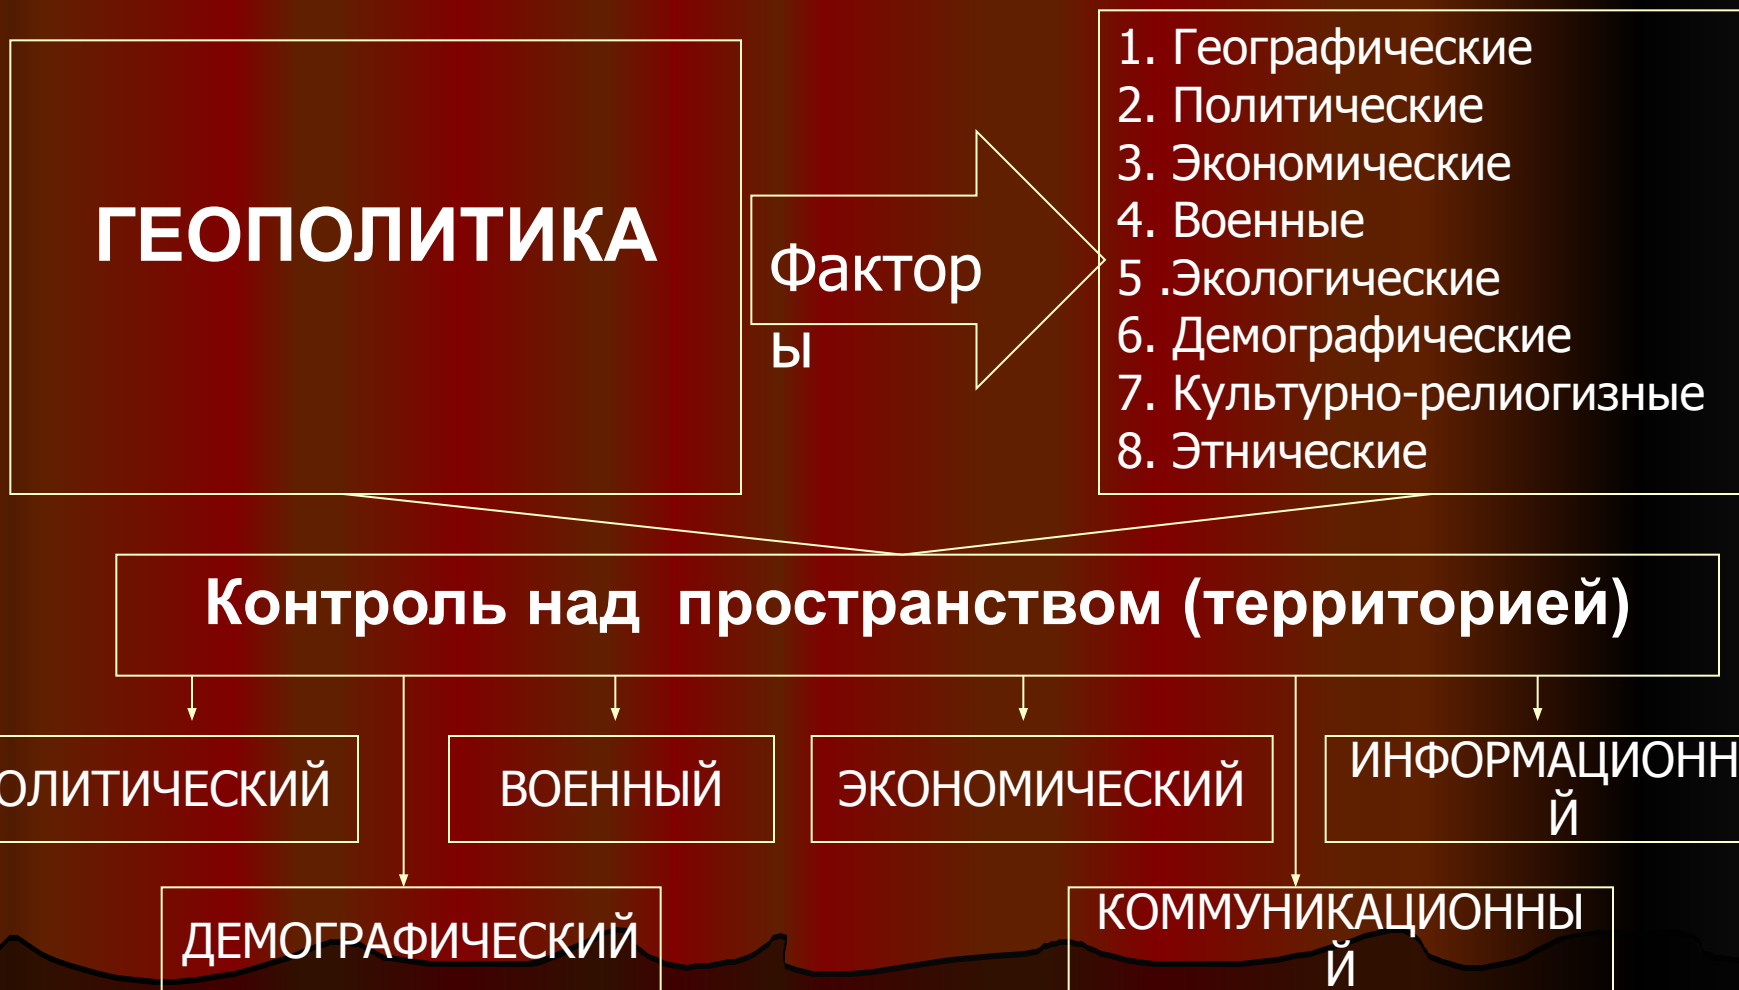 ГЕОПОЛИТИКА
Фактор
ы
1. Географические
2. Политические
3. Экономические
4. Военные
5 .Экологические
6. Демографические
7. Культурно-релиогизные
8. Этнические
Контроль над  пространством (территорией)
ОЛИТИЧЕСКИЙ
ВОЕННЫЙ
ЭКОНОМИЧЕСКИЙ
ИНФОРМАЦИОНН
Й
ДЕМОГРАФИЧЕСКИЙ
КОММУНИКАЦИОННЫ
Й